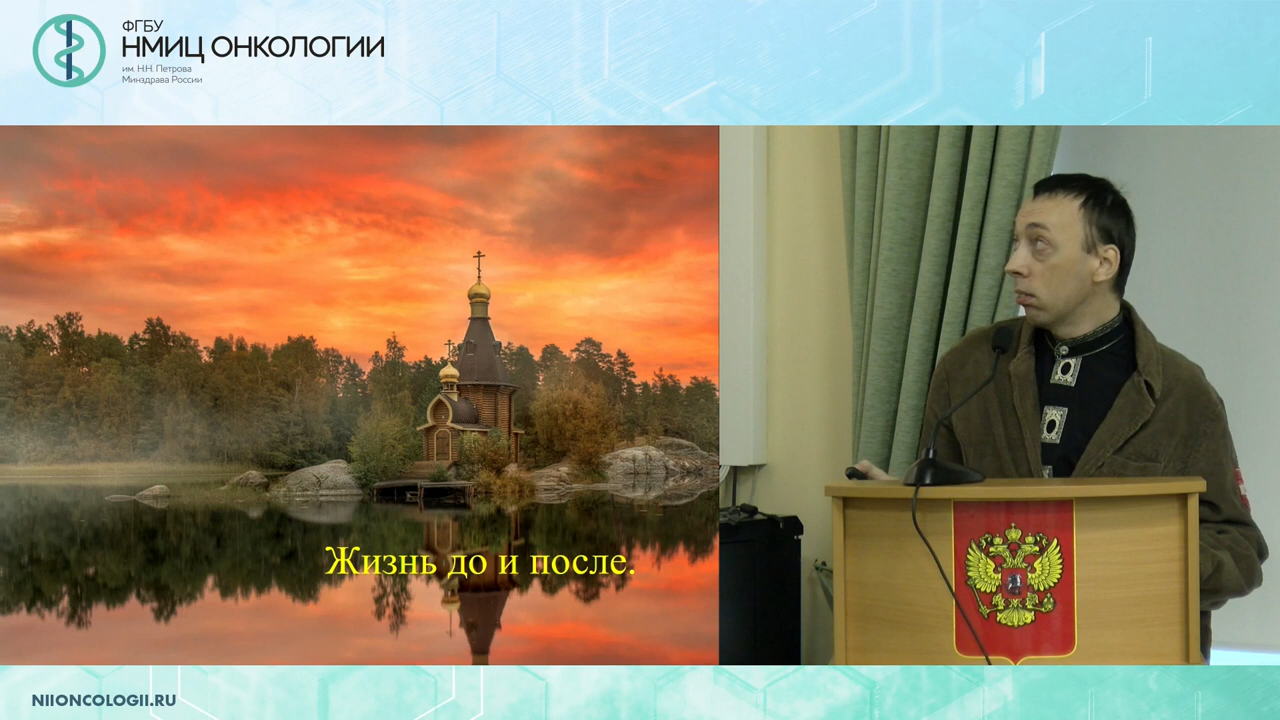 ФГБУ
НМИЦ ОНКОЛОГИИ
им. Н.Н. Петрова
Минздрава России
Жизнь до и после.
NIIONCOLOGII.RU